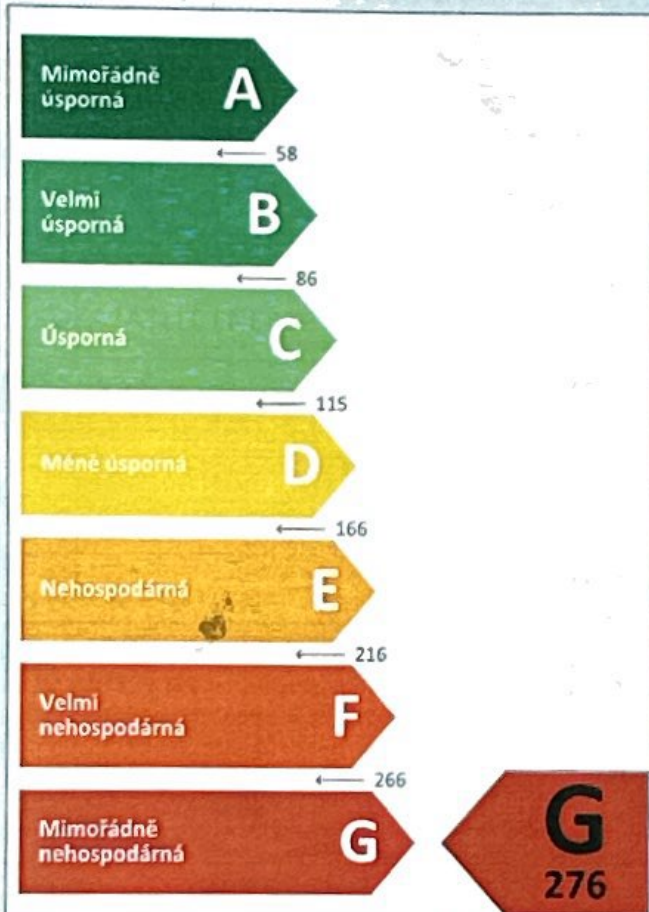 Mimořádně
úsporná
A
58
Velmi
úsporná
B
86
Úsporná
C
115
Méně úsporná
D
166
Nehospodárná
E
216
Velmi
nehospodárná
F
266
Mimořádně
nehospodárná
G
G
276